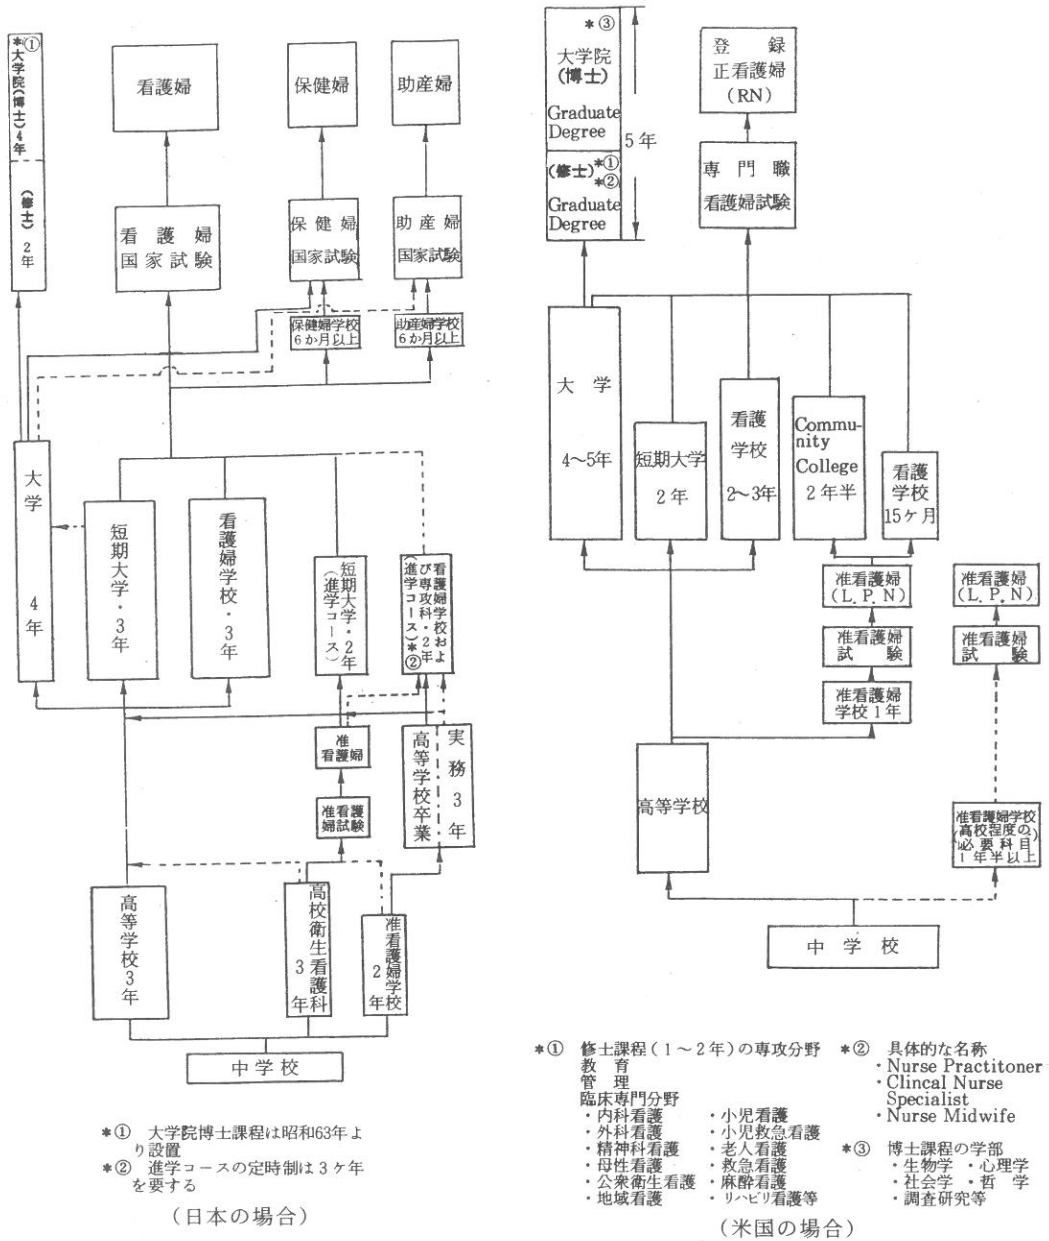 *① 大学院(博士)4年
(修士) 2年
看護婦
保健婦
助産婦
看護婦
国家試験
保健婦
国家試験
助産婦
国家試験
保健婦学校
6か月以上
助産婦学校
6か月以上
大学 4年
短期大学・3年
看護婦学校・3年
短期大学・2年
(進学コース)
看護婦学校およ
び専攻科・2年
(進学コース)*②
准
看護婦
准看護
婦試験
高等学校卒業
実務3年
高等学校3年
高校衛生看護科
3年
准看護婦学校
2年
中学校
*① 大学院博士課程は昭和63年よ
り設置
*② 進学コースの定時制は3ヶ年
を要する
(日本の場合)
*③
大学院
(博士)
Graduate
Degree
(修士)*①
*②
Graduate
Degree
5年
登録
正看護婦
(RN)
専門職
看護婦試験
大学
4〜5年
短期大学
2年
看護
学校
2〜3年
Commu-
nity
College
2年半
看護
学校
15ヶ月
准看護婦
(L.P.N)
准看護婦
試験
准看護婦
学校1年
准看護婦
(L.P.N)
准看護婦
試験
高等学校
准看護婦学校
(高校程度の
必要科目)
1年半以上
中学校
*① 修士課程(1〜2年)の専攻分野
教育
管理
臨床専門分野
・内科看護 ・小児看護
・外科看護 ・小児救急看護
・精神科看護 ・老人看護
・母性看護 ・救急看護
・公衆衛生看護 ・麻酔看護
・地域看護 ・リハビリ看護等
*② 具体的な名称
・Nurse Practitoner
・Clincal Nurse
Specialist
・Nurse Midwife
*③ 博士課程の学部
・生物学 ・心理学
・社会学 ・哲学
・調査研究等
(米国の場合)